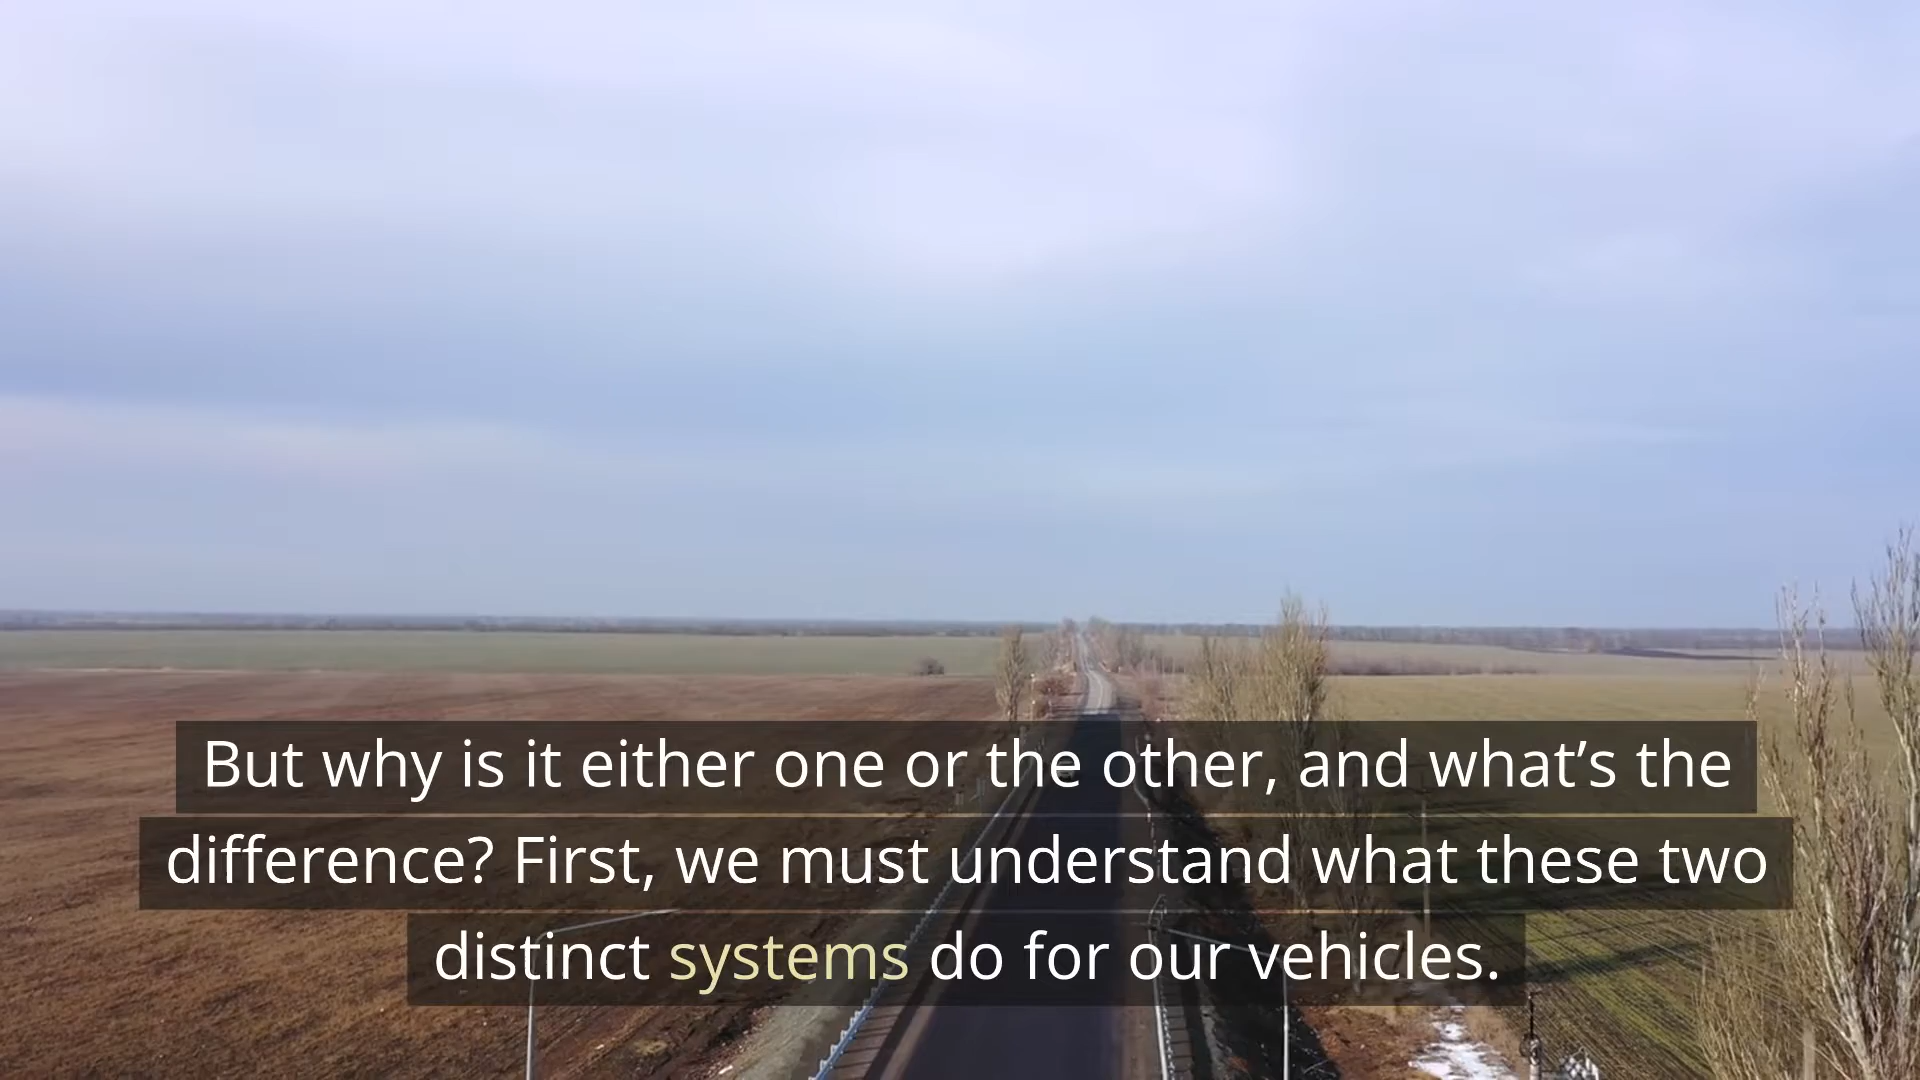 But why is it either one or the other, and what’s the
difference? First, we must understand what these two
distinct systems do for our vehicles.